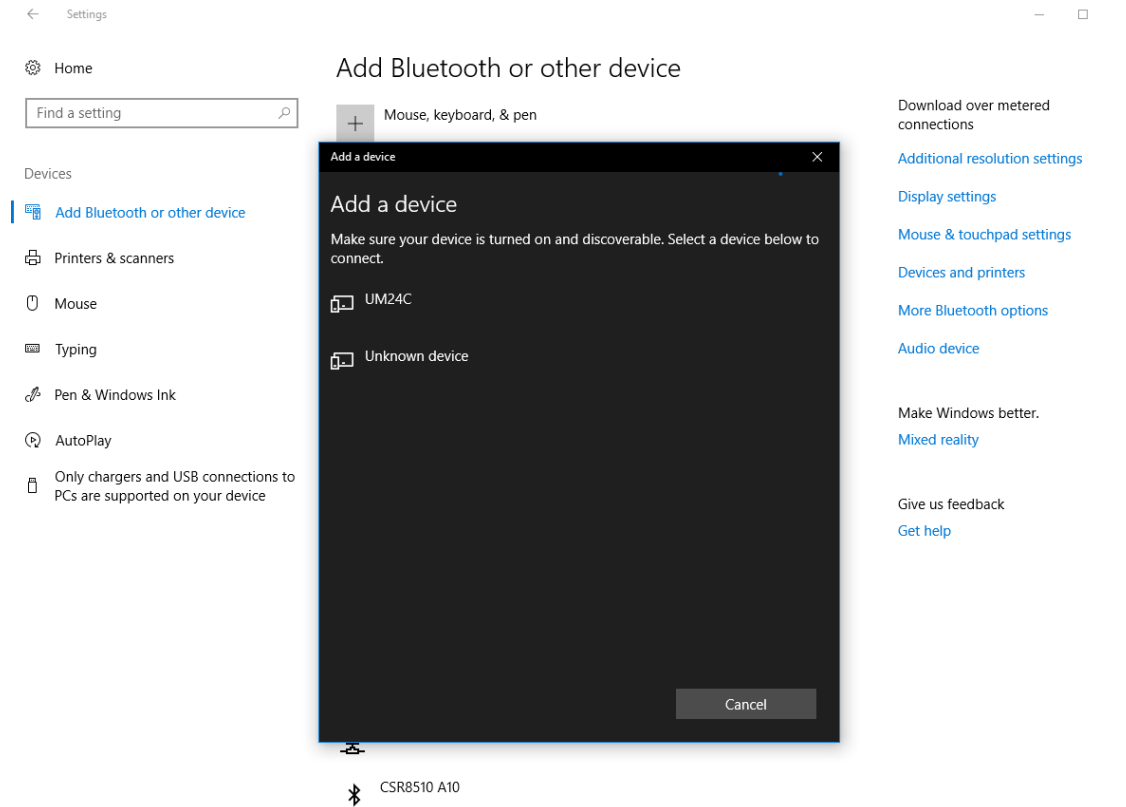 Settings
Home
Find a setting
Devices
Add Bluetooth or other device
Printers & scanners
Mouse
Typing
Pen & Windows Ink
AutoPlay
Only chargers and USB connections to
PCs are supported on your device
Add Bluetooth or other device
Mouse, keyboard, & pen
Add a device
Add a device
Make sure your device is turned on and discoverable. Select a device below to
connect.
UM24C
Unknown device
Cancel
CSR8510 A10
Download over metered
connections
Additional resolution settings
Display settings
Mouse & touchpad settings
Devices and printers
More Bluetooth options
Audio device
Make Windows better.
Mixed reality
Give us feedback
Get help